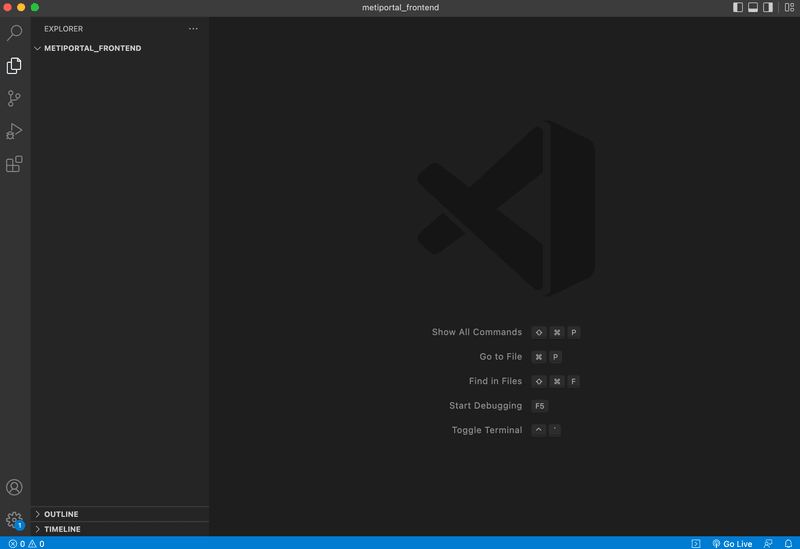 metiportal_frontend
EXPLORER
METIPORTAL_FRONTEND
Show All Commands ⇧ ⌘ P
Go to File ⌘ P
Find in Files ⇧ ⌘ F
Start Debugging F5
Toggle Terminal ^ `
OUTLINE
TIMELINE
1
0 0 Go Live